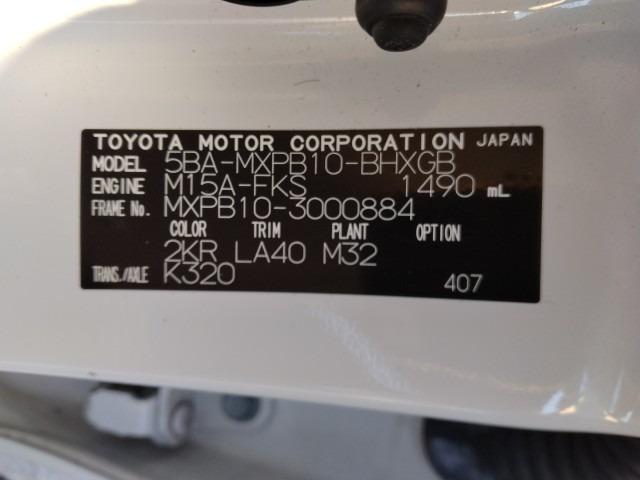 TOYOTA MOTOR CORPORATION JAPAN
MODEL 5BA-MXPB10-BHXGB
ENGINE M15A-FKS 1490 mL
FRAME No. MXPB10-3000884
COLOR TRIM PLANT OPTION
2KR LA40 M32
TRANS./AXLE K320 407